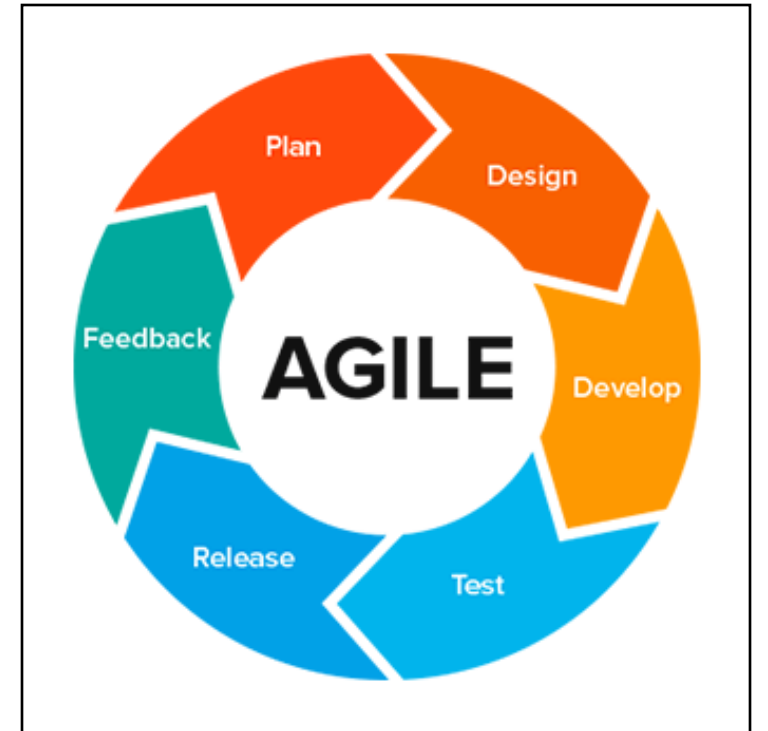 Plan
Design
Feedback
AGILE
Develop
Release
Test